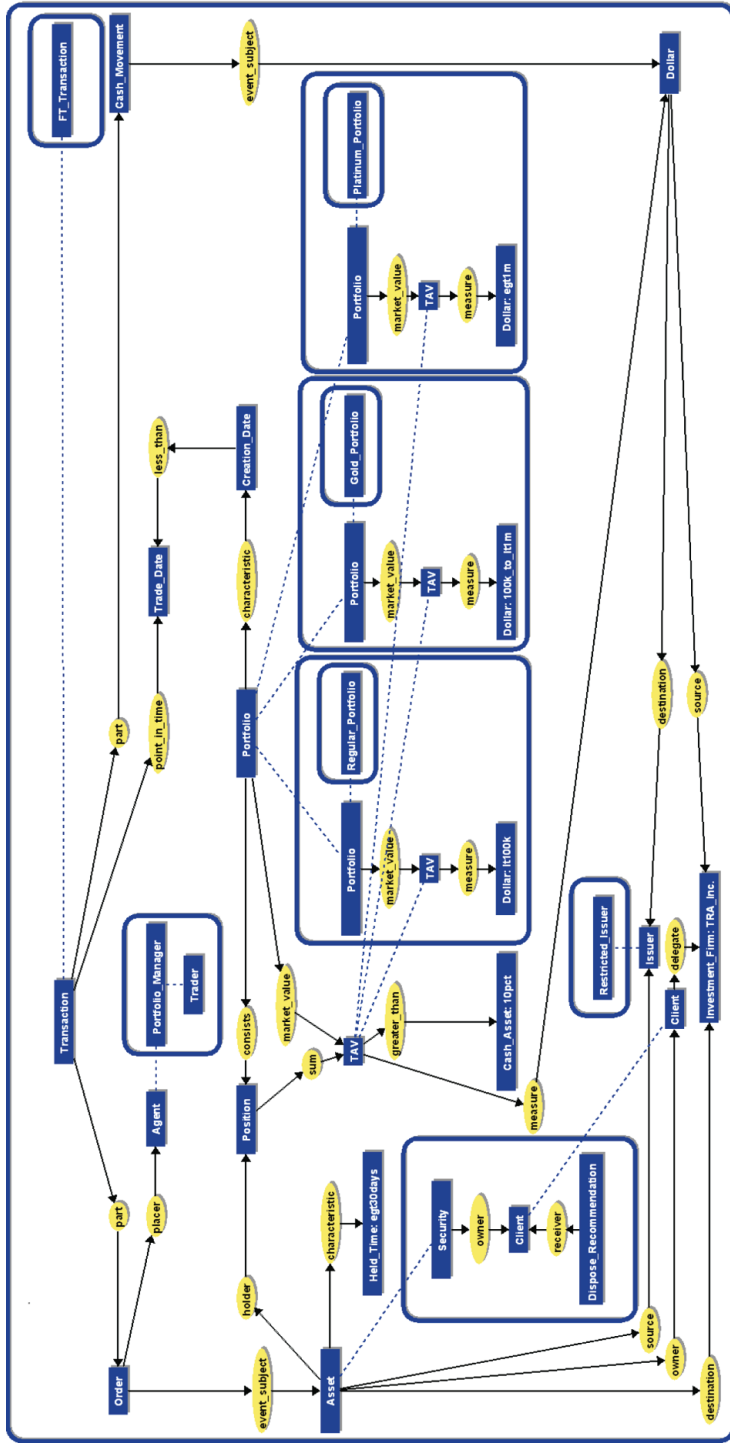 FT_Transaction
Transaction
part
part
Cash_Movement
Order
placer
Agent
Portfolio_Manager
Trader
point_in_time
Trade_Date
less_than
event_subject
event_subject
holder
Position
consists
Portfolio
characteristic
Creation_Date
Asset
characteristic
Held_Time: egt30days
sum
market_value
TAV
greater_than
Cash_Asset: 10pct
measure
Portfolio
Regular_Portfolio
market_value
TAV
measure
Dollar: lt100k
Portfolio
Gold_Portfolio
market_value
TAV
measure
Dollar: 100k_to_lt1m
Portfolio
Platinum_Portfolio
market_value
TAV
measure
Dollar: egt1m
Security
owner
Client
receiver
Dispose_Recommendation
source
owner
destination
Restricted_Issuer
Issuer
Client
delegate
Investment_Firm: TRA_Inc.
destination
source
Dollar